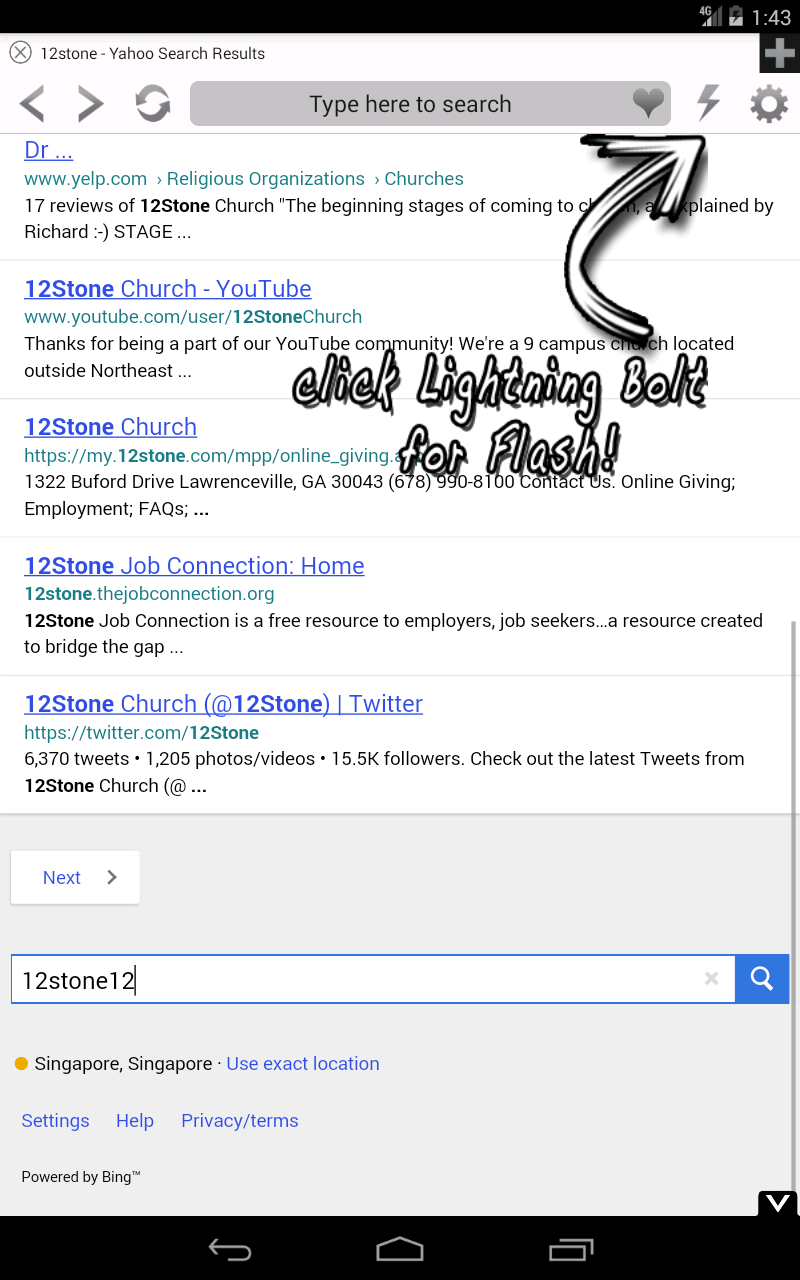 4G 1:43
12stone - Yahoo Search Results
Type here to search
Dr ...
www.yelp.com › Religious Organizations › Churches
17 reviews of 12Stone Church "The beginning stages of coming to church, as explained by
Richard :-) STAGE ...
12Stone Church - YouTube
www.youtube.com/user/12StoneChurch
Thanks for being a part of our YouTube community! We're a 9 campus church located
outside Northeast ...
click Lightning Bolt
for Flash!
12Stone Church
https://my.12stone.com/mpp/online_giving.asp
1322 Buford Drive Lawrenceville, GA 30043 (678) 990-8100 Contact Us. Online Giving;
Employment; FAQs; ...
12Stone Job Connection: Home
12stone.thejobconnection.org
12Stone Job Connection is a free resource to employers, job seekers…a resource created
to bridge the gap ...
12Stone Church (@12Stone) | Twitter
https://twitter.com/12Stone
6,370 tweets • 1,205 photos/videos • 15.5K followers. Check out the latest Tweets from
12Stone Church (@ ...
Next
12stone12
Singapore, Singapore · Use exact location
Settings Help Privacy/terms
Powered by Bing™